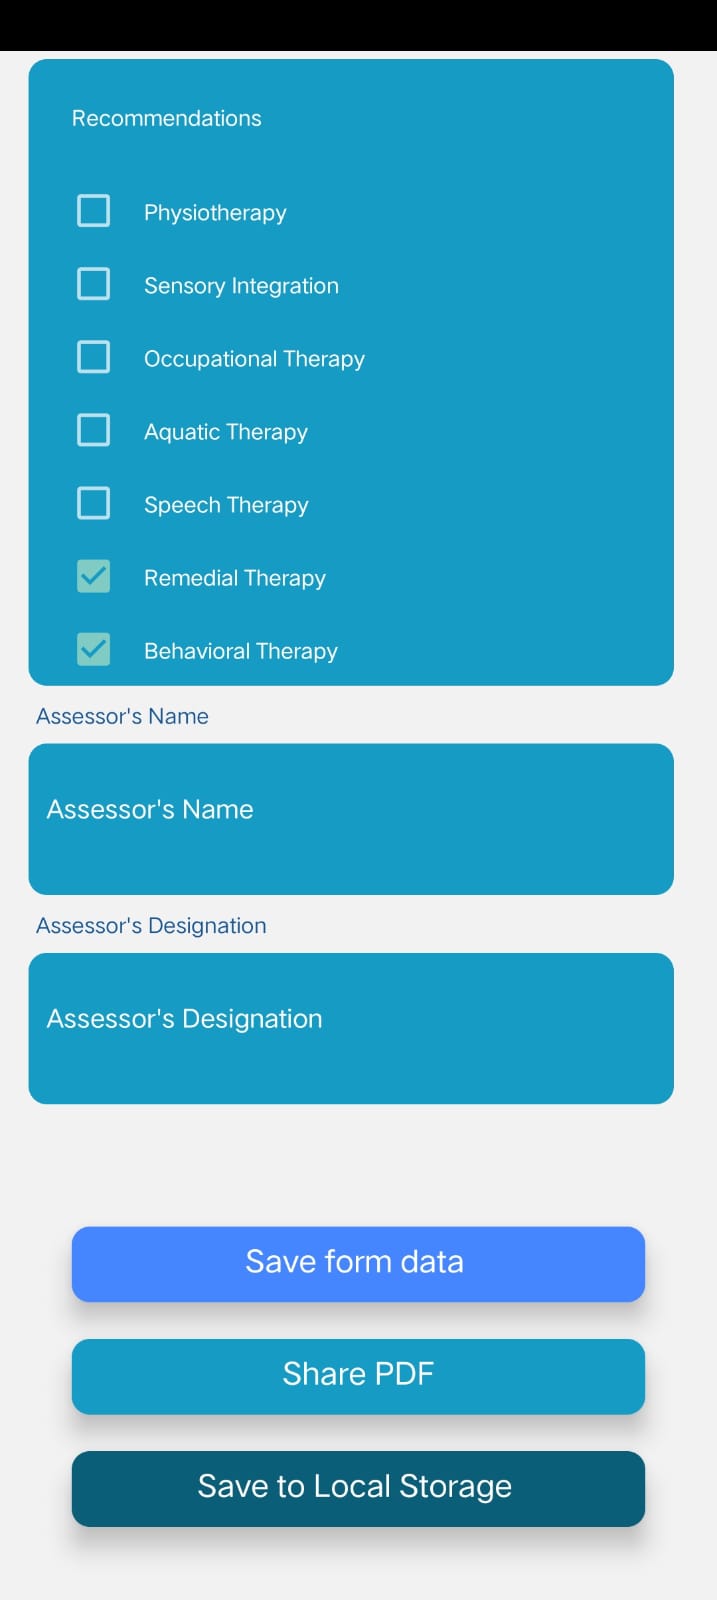 Recommendations
Physiotherapy
Sensory Integration
Occupational Therapy
Aquatic Therapy
Speech Therapy
Remedial Therapy
Behavioral Therapy
Assessor's Name
Assessor's Name
Assessor's Designation
Assessor's Designation
Save form data
Share PDF
Save to Local Storage